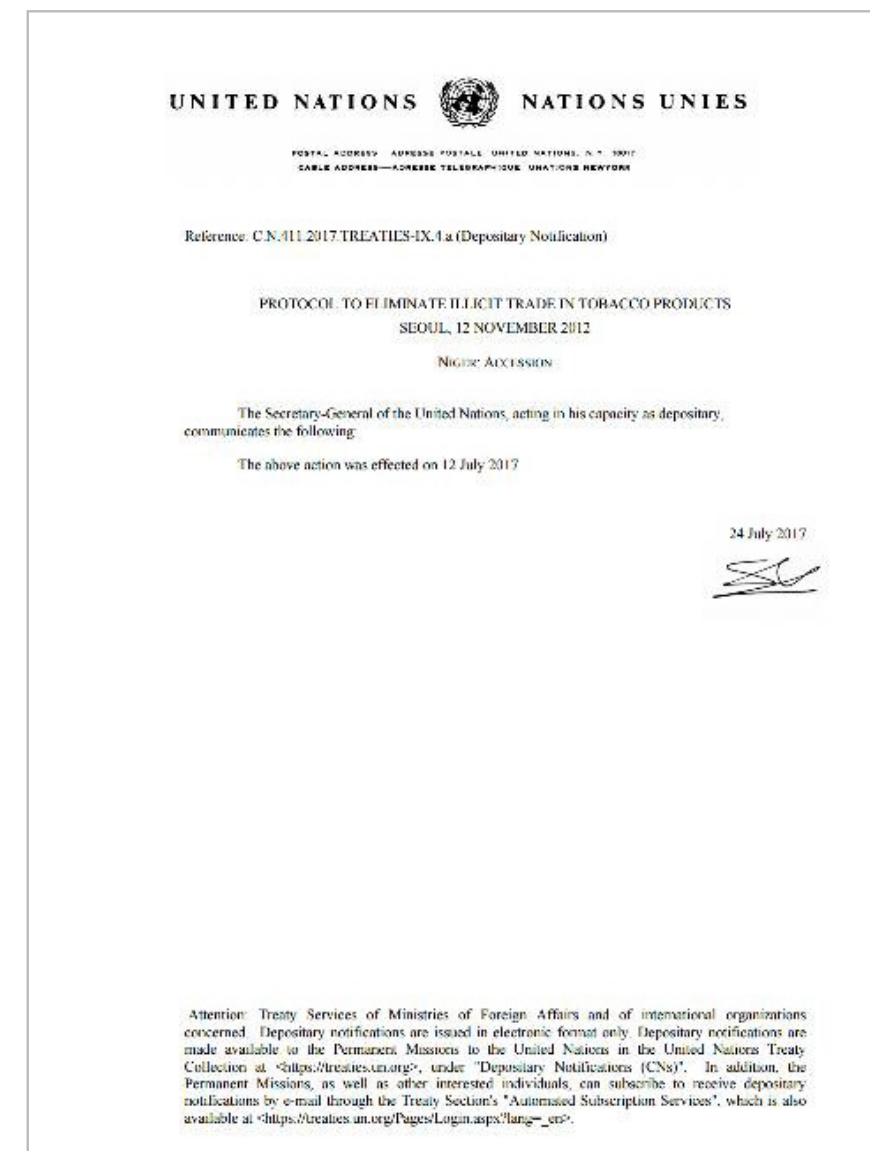 UNITED NATIONS NATIONS UNIES
POSTAL ADDRESS ADRESSE POSTALE UNITED NATIONS, N.Y. 10017
CABLE ADDRESS—ADRESSE TELEGRAPHIQUE UNATIONS NEWYORK
Reference: C.N.411.2017.TREATIES-IX.4.a (Depositary Notification)
PROTOCOL TO ELIMINATE ILLICIT TRADE IN TOBACCO PRODUCTS
SEOUL, 12 NOVEMBER 2012
NIGER: ACCESSION
The Secretary-General of the United Nations, acting in his capacity as depositary,
communicates the following:
The above action was effected on 12 July 2017
24 July 2017
Attention: Treaty Services of Ministries of Foreign Affairs and of international organizations
concerned. Depositary notifications are issued in electronic format only. Depositary notifications are
made available to the Permanent Missions to the United Nations in the United Nations Treaty
Collection at <https://treaties.un.org>, under "Depositary Notifications (CNs)". In addition, the
Permanent Missions, as well as other interested individuals, can subscribe to receive depositary
notifications by e-mail through the Treaty Section's "Automated Subscription Services", which is also
available at <https://treaties.un.org/Pages/Login.aspx?lang=_en>.